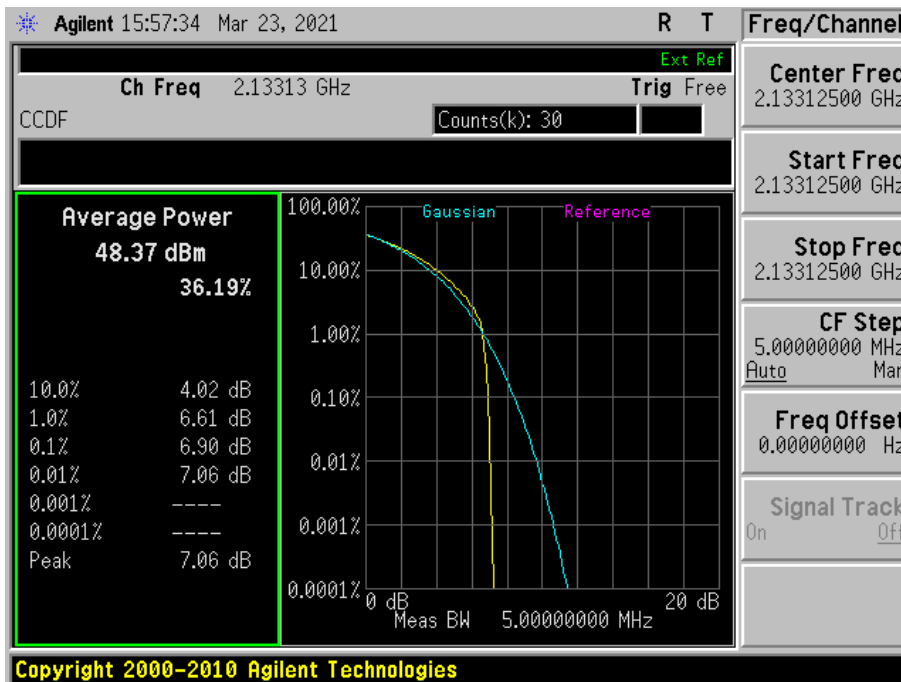 Agilent 15:57:34 Mar 23, 2021 R T
Ext Ref
Ch Freq 2.13313 GHz Trig Free
CCDF Counts(k): 30
Average Power
48.37 dBm
36.19%
10.0% 4.02 dB
1.0% 6.61 dB
0.1% 6.90 dB
0.01% 7.06 dB
0.001% ----
0.0001% ----
Peak 7.06 dB
Gaussian Reference
100.00%
10.00%
1.00%
0.10%
0.01%
0.001%
0.0001%
0 dB 20 dB
Meas BW 5.00000000 MHz
Freq/Channel
Center Freq
2.13312500 GHz
Start Freq
2.13312500 GHz
Stop Freq
2.13312500 GHz
CF Step
5.00000000 MHz
Auto Man
Freq Offset
0.00000000 Hz
Signal Track
On Off
Copyright 2000-2010 Agilent Technologies